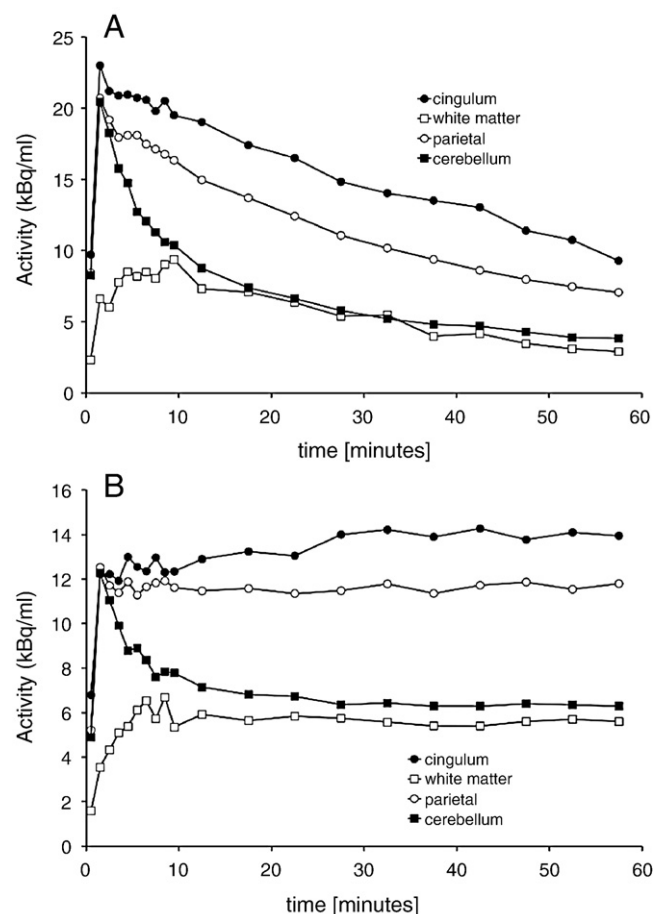 A
25
20
15
10
5
0
Activity (kBq/ml)
cingulum
white matter
parietal
cerebellum
0 10 20 30 40 50 60
time [minutes]
B
16
14
12
10
8
6
4
2
0
Activity (kBq/ml)
cingulum
white matter
parietal
cerebellum
0 10 20 30 40 50 60
time [minutes]